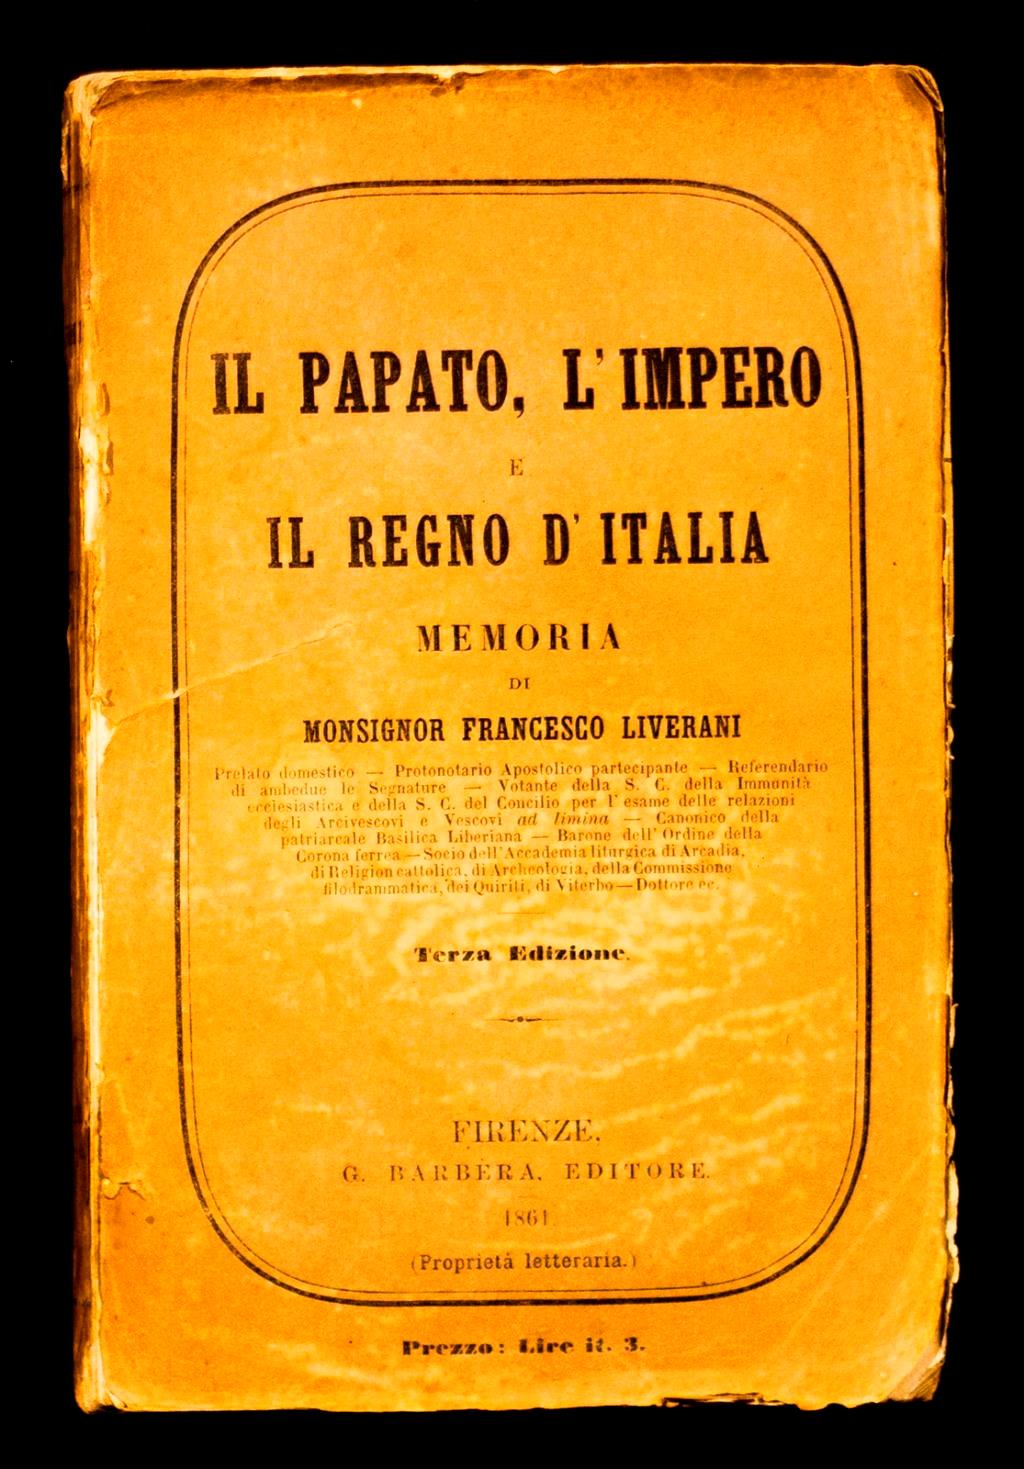 IL PAPATO, L'IMPERO
E
IL REGNO D'ITALIA
MEMORIA
DI
MONSIGNOR FRANCESCO LIVERANI
Prelato domestico — Protonotario Apostolico partecipante — Referendario
di ambedue le Segnature — Votante della S. C. della Immunità
ecclesiastica e della S. C. del Concilio per l'esame delle relazioni
degli Arcivescovi e Vescovi ad limina — Canonico della
patriarcale Basilica Liberiana — Barone dell'Ordine della
Corona ferrea — Socio dell'Accademia liturgica di Arcadia,
di Religion cattolica, di Archeologia, della Commissione
filodrammatica, dei Quiriti, di Viterbo — Dottore ec.
Terza Edizione.
FIRENZE,
G. BARBÈRA, EDITORE.
1861.
(Proprietà letteraria.)
Prezzo: Lire it. 3.